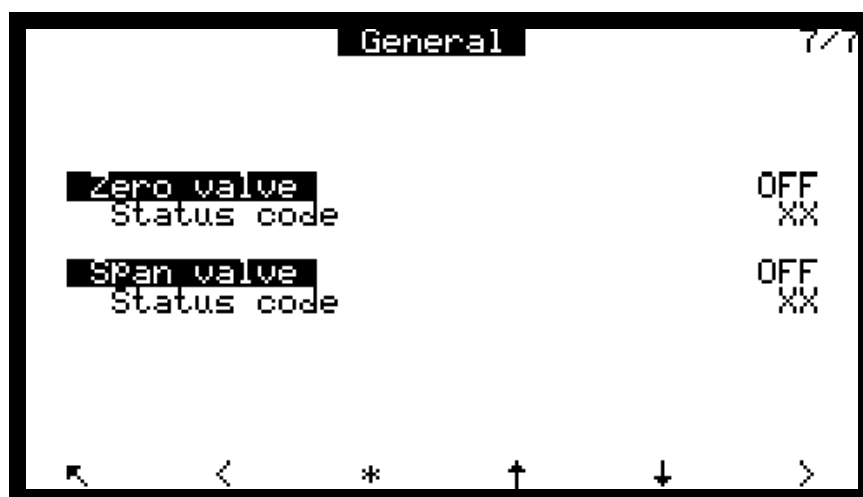 General 7/7
Zero valve OFF
Status code XX
Span valve OFF
Status code XX
↖ < * ↑ ↓ >